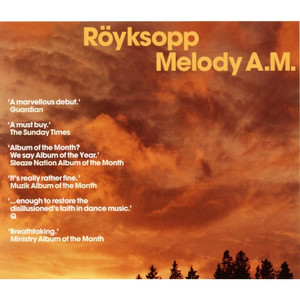 Röyksopp
Melody A.M.
'A marvellous debut.'
Guardian
'A must buy.'
The Sunday Times
'Album of the Month?
We say Album of the Year.'
Sleaze Nation Album of the Month
'It's really rather fine.'
Muzik Album of the Month
'...enough to restore the
disillusioned's faith in dance music.'
Q
'Breathtaking.'
Ministry Album of the Month